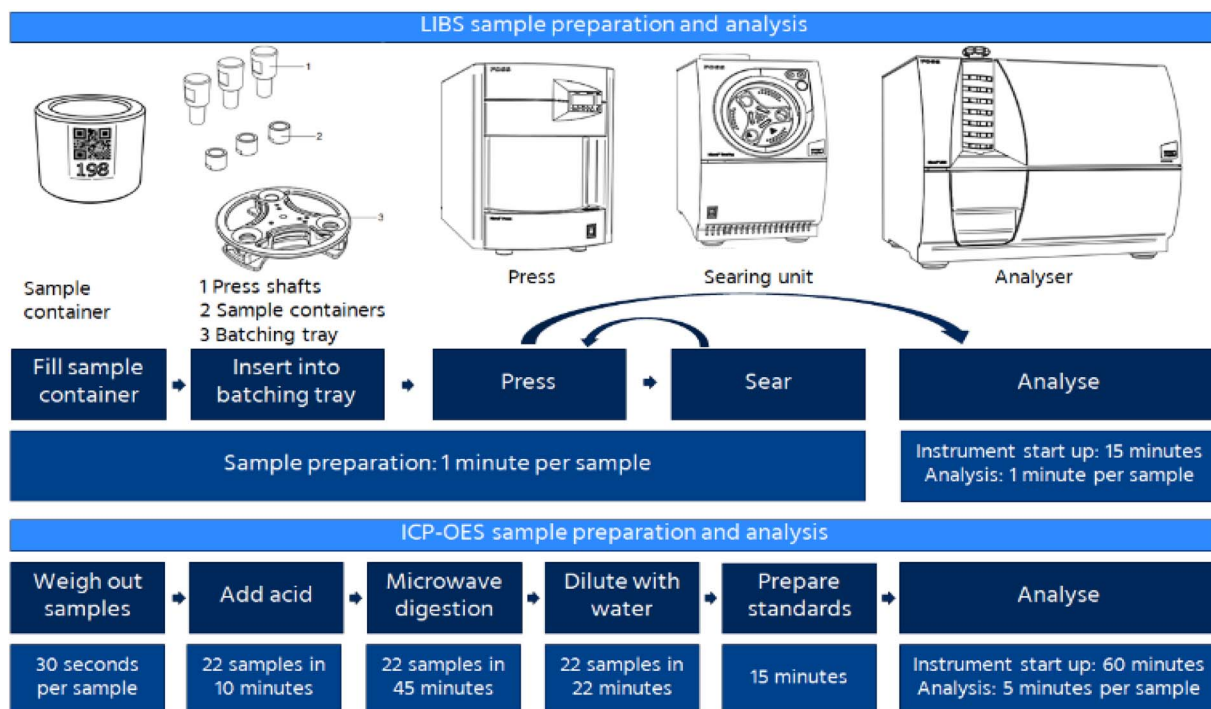 LIBS sample preparation and analysis
1
2
3
198
FOSS
FOSS
FOSS
Sample
container
1 Press shafts
2 Sample containers
3 Batching tray
Press
Searing unit
Analyser
Fill sample
container
Insert into
batching tray
Press
Sear
Analyse
Sample preparation: 1 minute per sample
Instrument start up: 15 minutes
Analysis: 1 minute per sample
ICP-OES sample preparation and analysis
Weigh out
samples
Add acid
Microwave
digestion
Dilute with
water
Prepare
standards
Analyse
30 seconds
per sample
22 samples in
10 minutes
22 samples in
45 minutes
22 samples in
22 minutes
15 minutes
Instrument start up: 60 minutes
Analysis: 5 minutes per sample